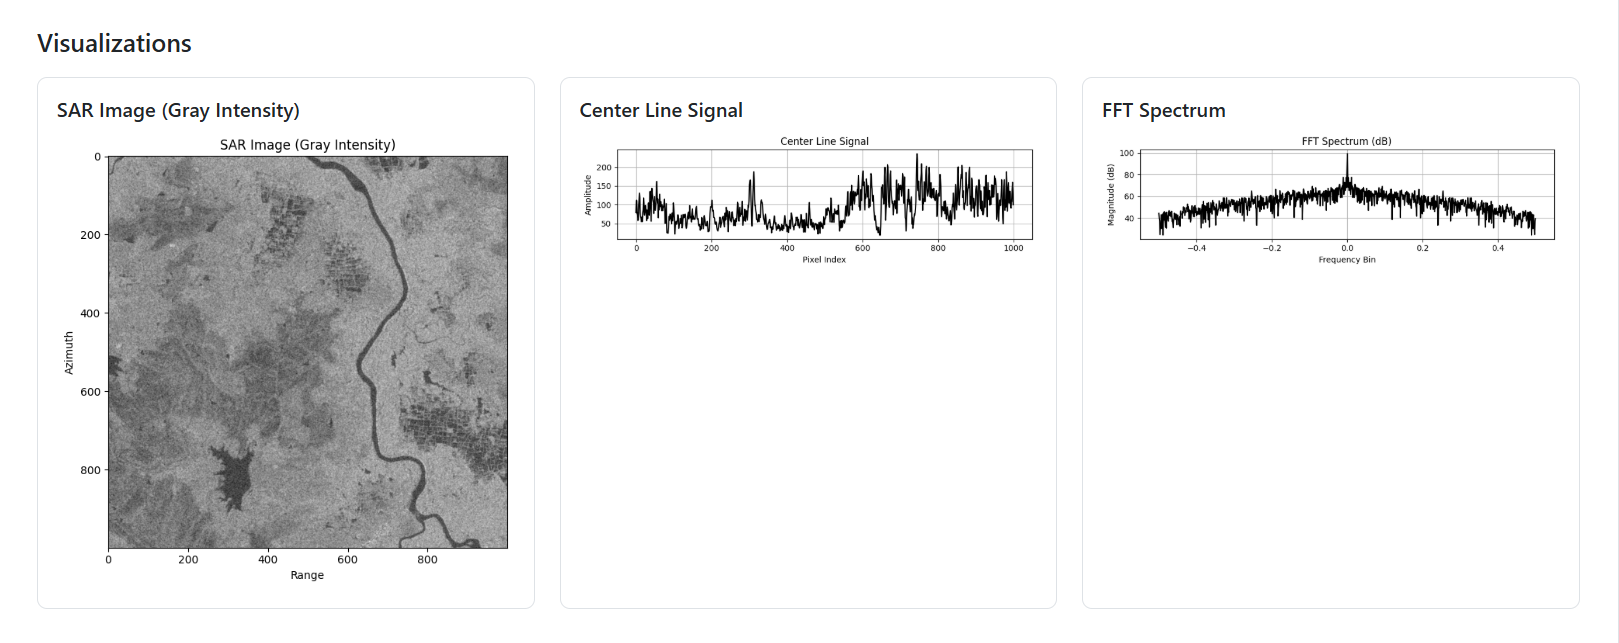 Visualizations
SAR Image (Gray Intensity)
SAR Image (Gray Intensity)
0
200
400
600
800
Azimuth
0 200 400 600 800
Range
Center Line Signal
Center Line Signal
200
150
100
50
Amplitude
0 200 400 600 800 1000
Pixel Index
FFT Spectrum
FFT Spectrum (dB)
100
80
60
40
Magnitude (dB)
−0.4 −0.2 0.0 0.2 0.4
Frequency Bin